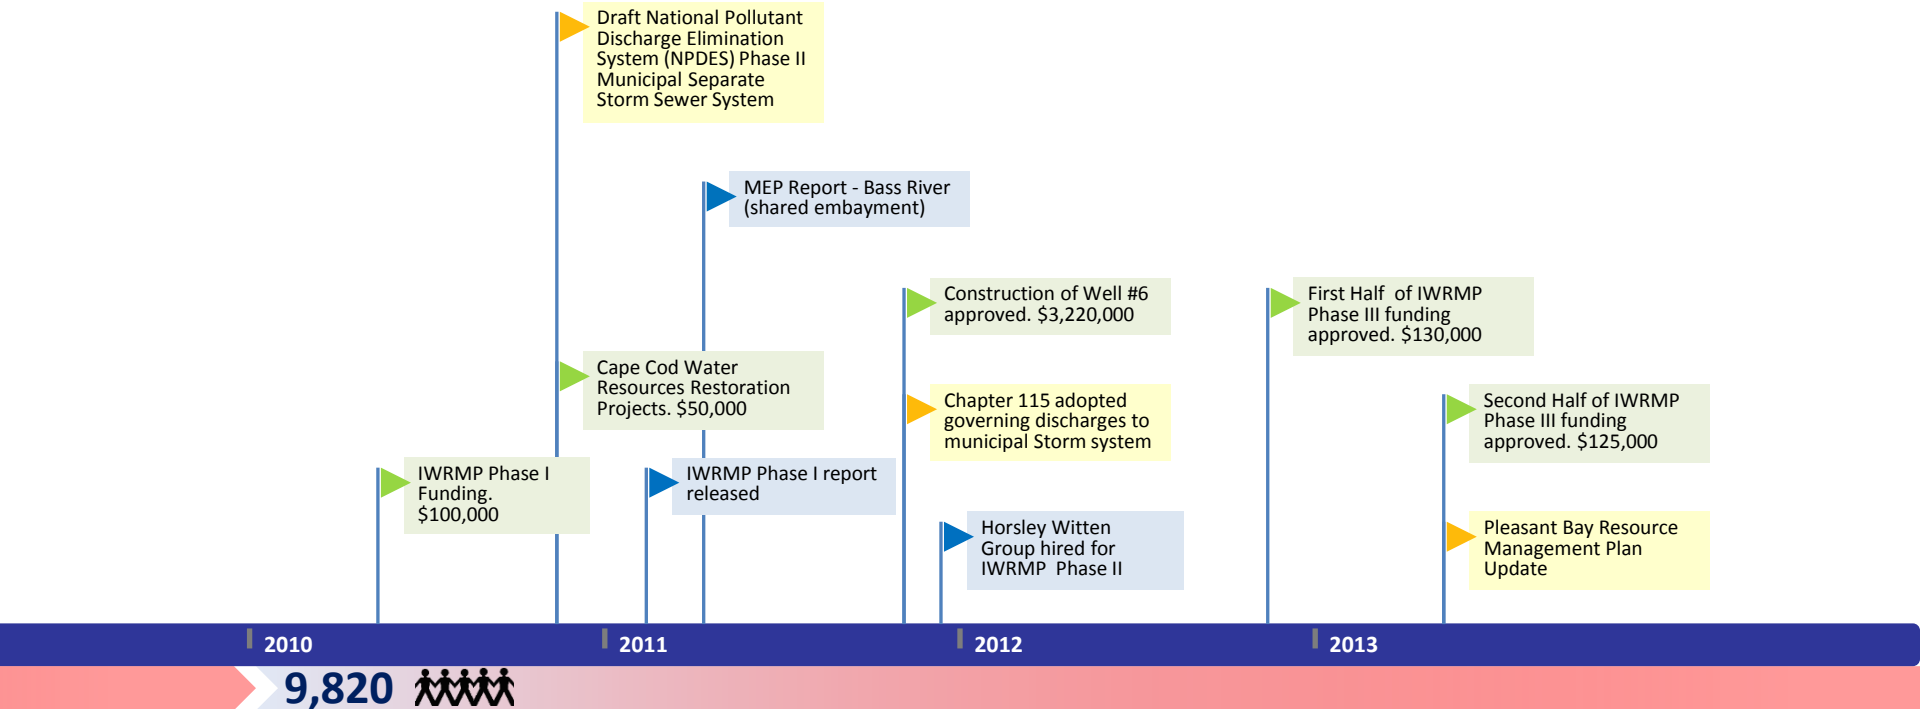 Draft National Pollutant
Discharge Elimination
System (NPDES) Phase II
Municipal Separate
Storm Sewer System
MEP Report - Bass River
(shared embayment)
Construction of Well #6
approved. $3,220,000
First Half  of IWRMP
Phase III funding
approved. $130,000
Cape Cod Water
Resources Restoration
Projects. $50,000
Chapter 115 adopted
governing discharges to
municipal Storm system
Second Half of IWRMP
Phase III funding
approved. $125,000
IWRMP Phase I
Funding.
$100,000
IWRMP Phase I report
released
Horsley Witten
Group hired for
IWRMP  Phase II
Pleasant Bay Resource
Management Plan
Update
2010
2011
2012
2013
9,820